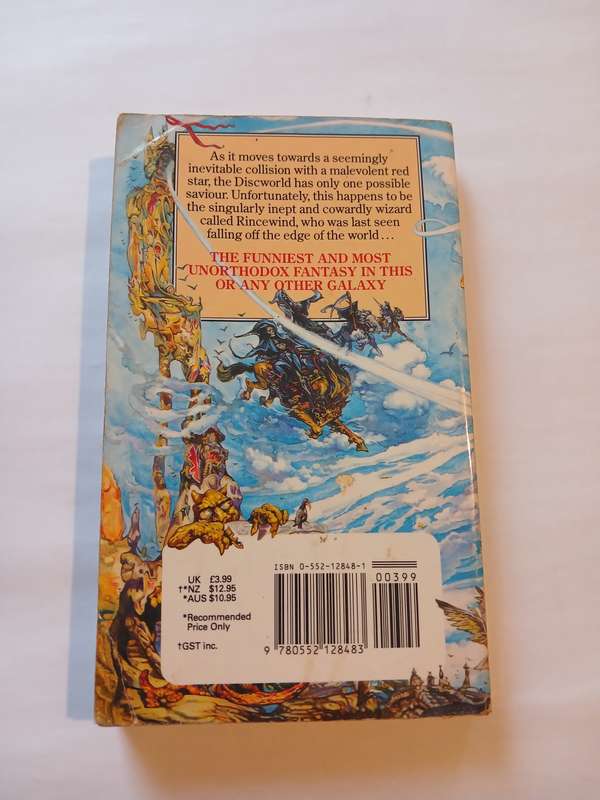 As it moves towards a seemingly
inevitable collision with a malevolent red
star, the Discworld has only one possible
saviour. Unfortunately, this happens to be
the singularly inept and cowardly wizard
called Rincewind, who was last seen
falling off the edge of the world ...
THE FUNNIEST AND MOST
UNORTHODOX FANTASY IN THIS
OR ANY OTHER GALAXY
UK £3.99
†*NZ $12.95
*AUS $10.95
*Recommended
Price Only
†GST inc.
ISBN 0-552-12848-1
00399
9 780552 128483